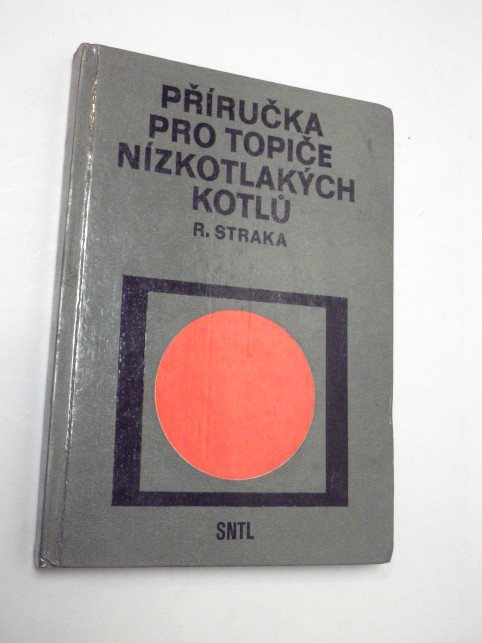 PŘÍRUČKA
PRO TOPIČE
NÍZKOTLAKÝCH
KOTLŮ
R. STRAKA
SNTL